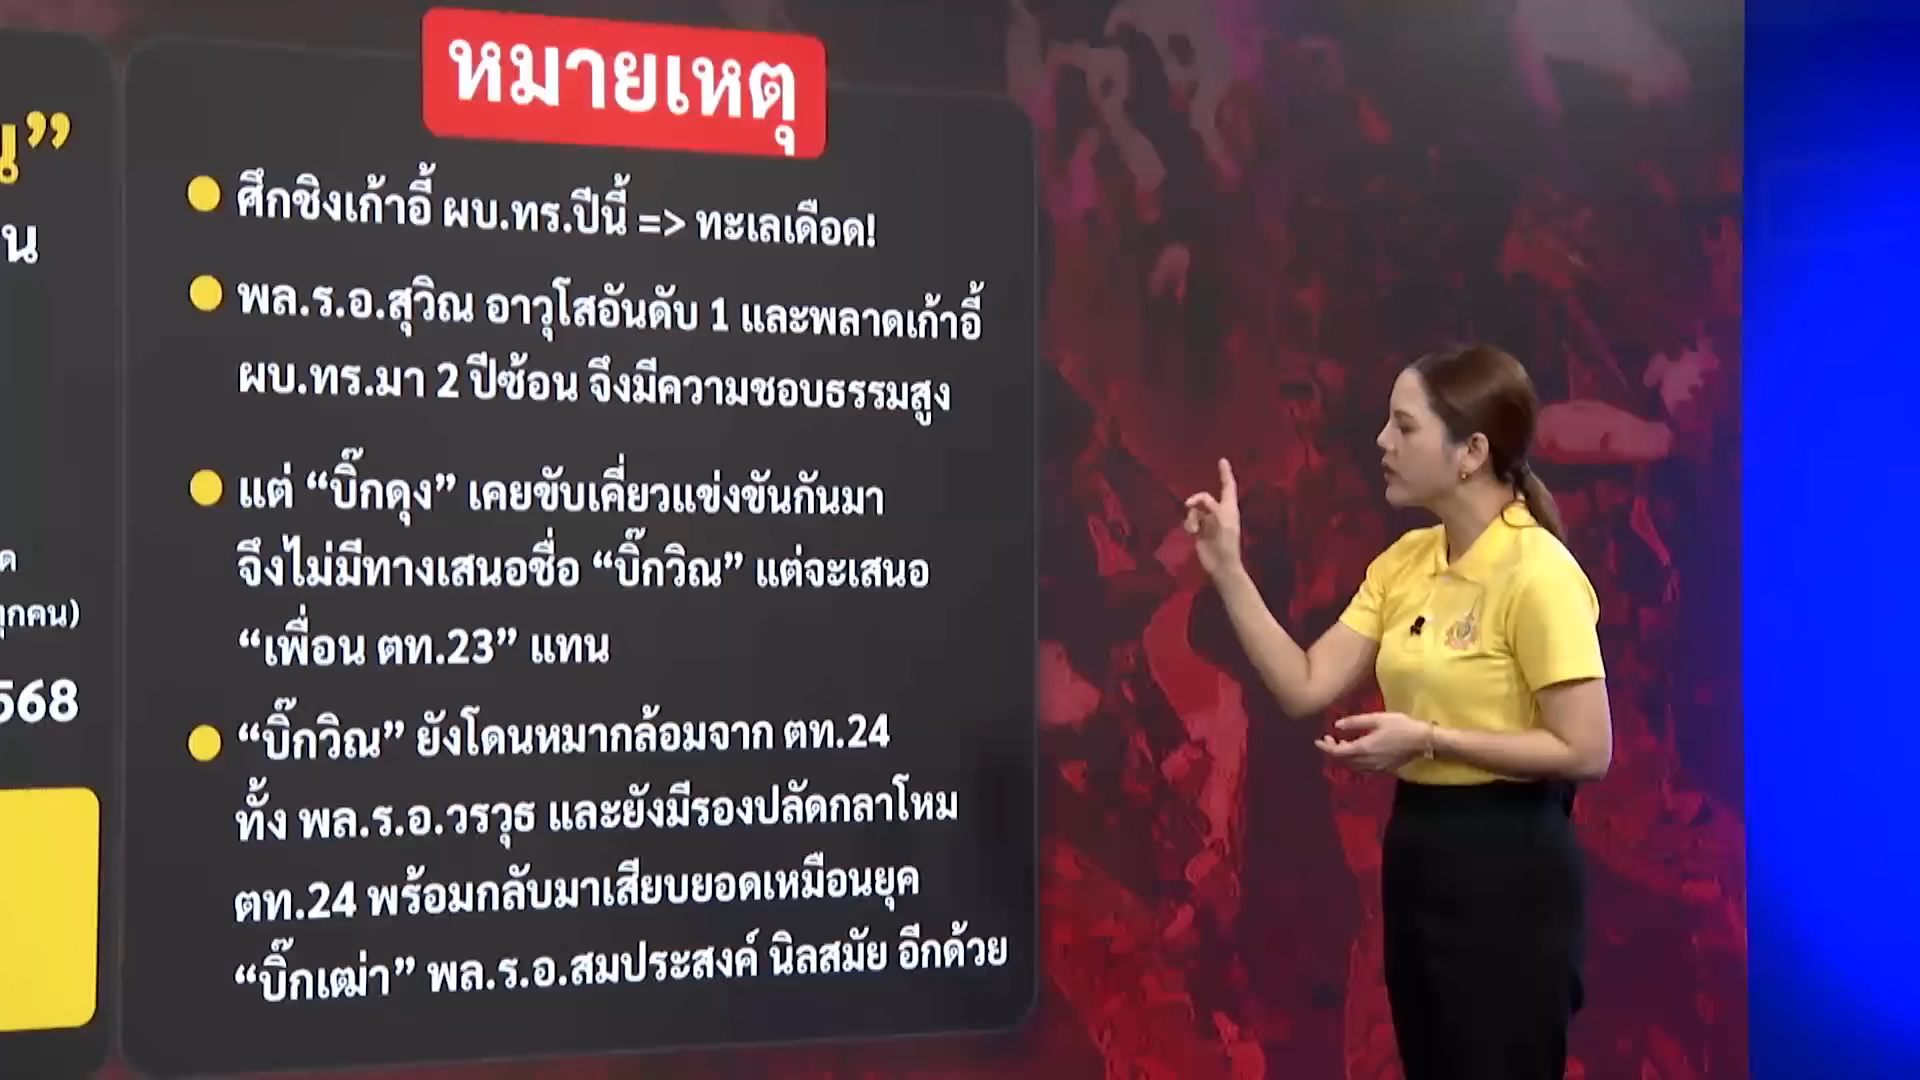 หมายเหตุ
ศึกชิงเก้าอี้ ผบ.ทร.ปีนี้ => ทะเลเดือด!
พล.ร.อ.สุวิณ อาวุโสอันดับ 1 และพลาดเก้าอี้
ผบ.ทร.มา 2 ปีซ้อน จึงมีความชอบธรรมสูง
แต่ “บิ๊กดุง” เคยขับเคี่ยวแข่งขันกันมา
จึงไม่มีทางเสนอชื่อ “บิ๊กวิณ” แต่จะเสนอ
“เพื่อน ตท.23” แทน
“บิ๊กวิณ” ยังโดนหมากล้อมจาก ตท.24
ทั้ง พล.ร.อ.วรวุธ และยังมีรองปลัดกลาโหม
ตท.24 พร้อมกลับมาเสียบยอดเหมือนยุค
“บิ๊กเฒ่า” พล.ร.อ.สมประสงค์ นิลสมัย อีกด้วย
568